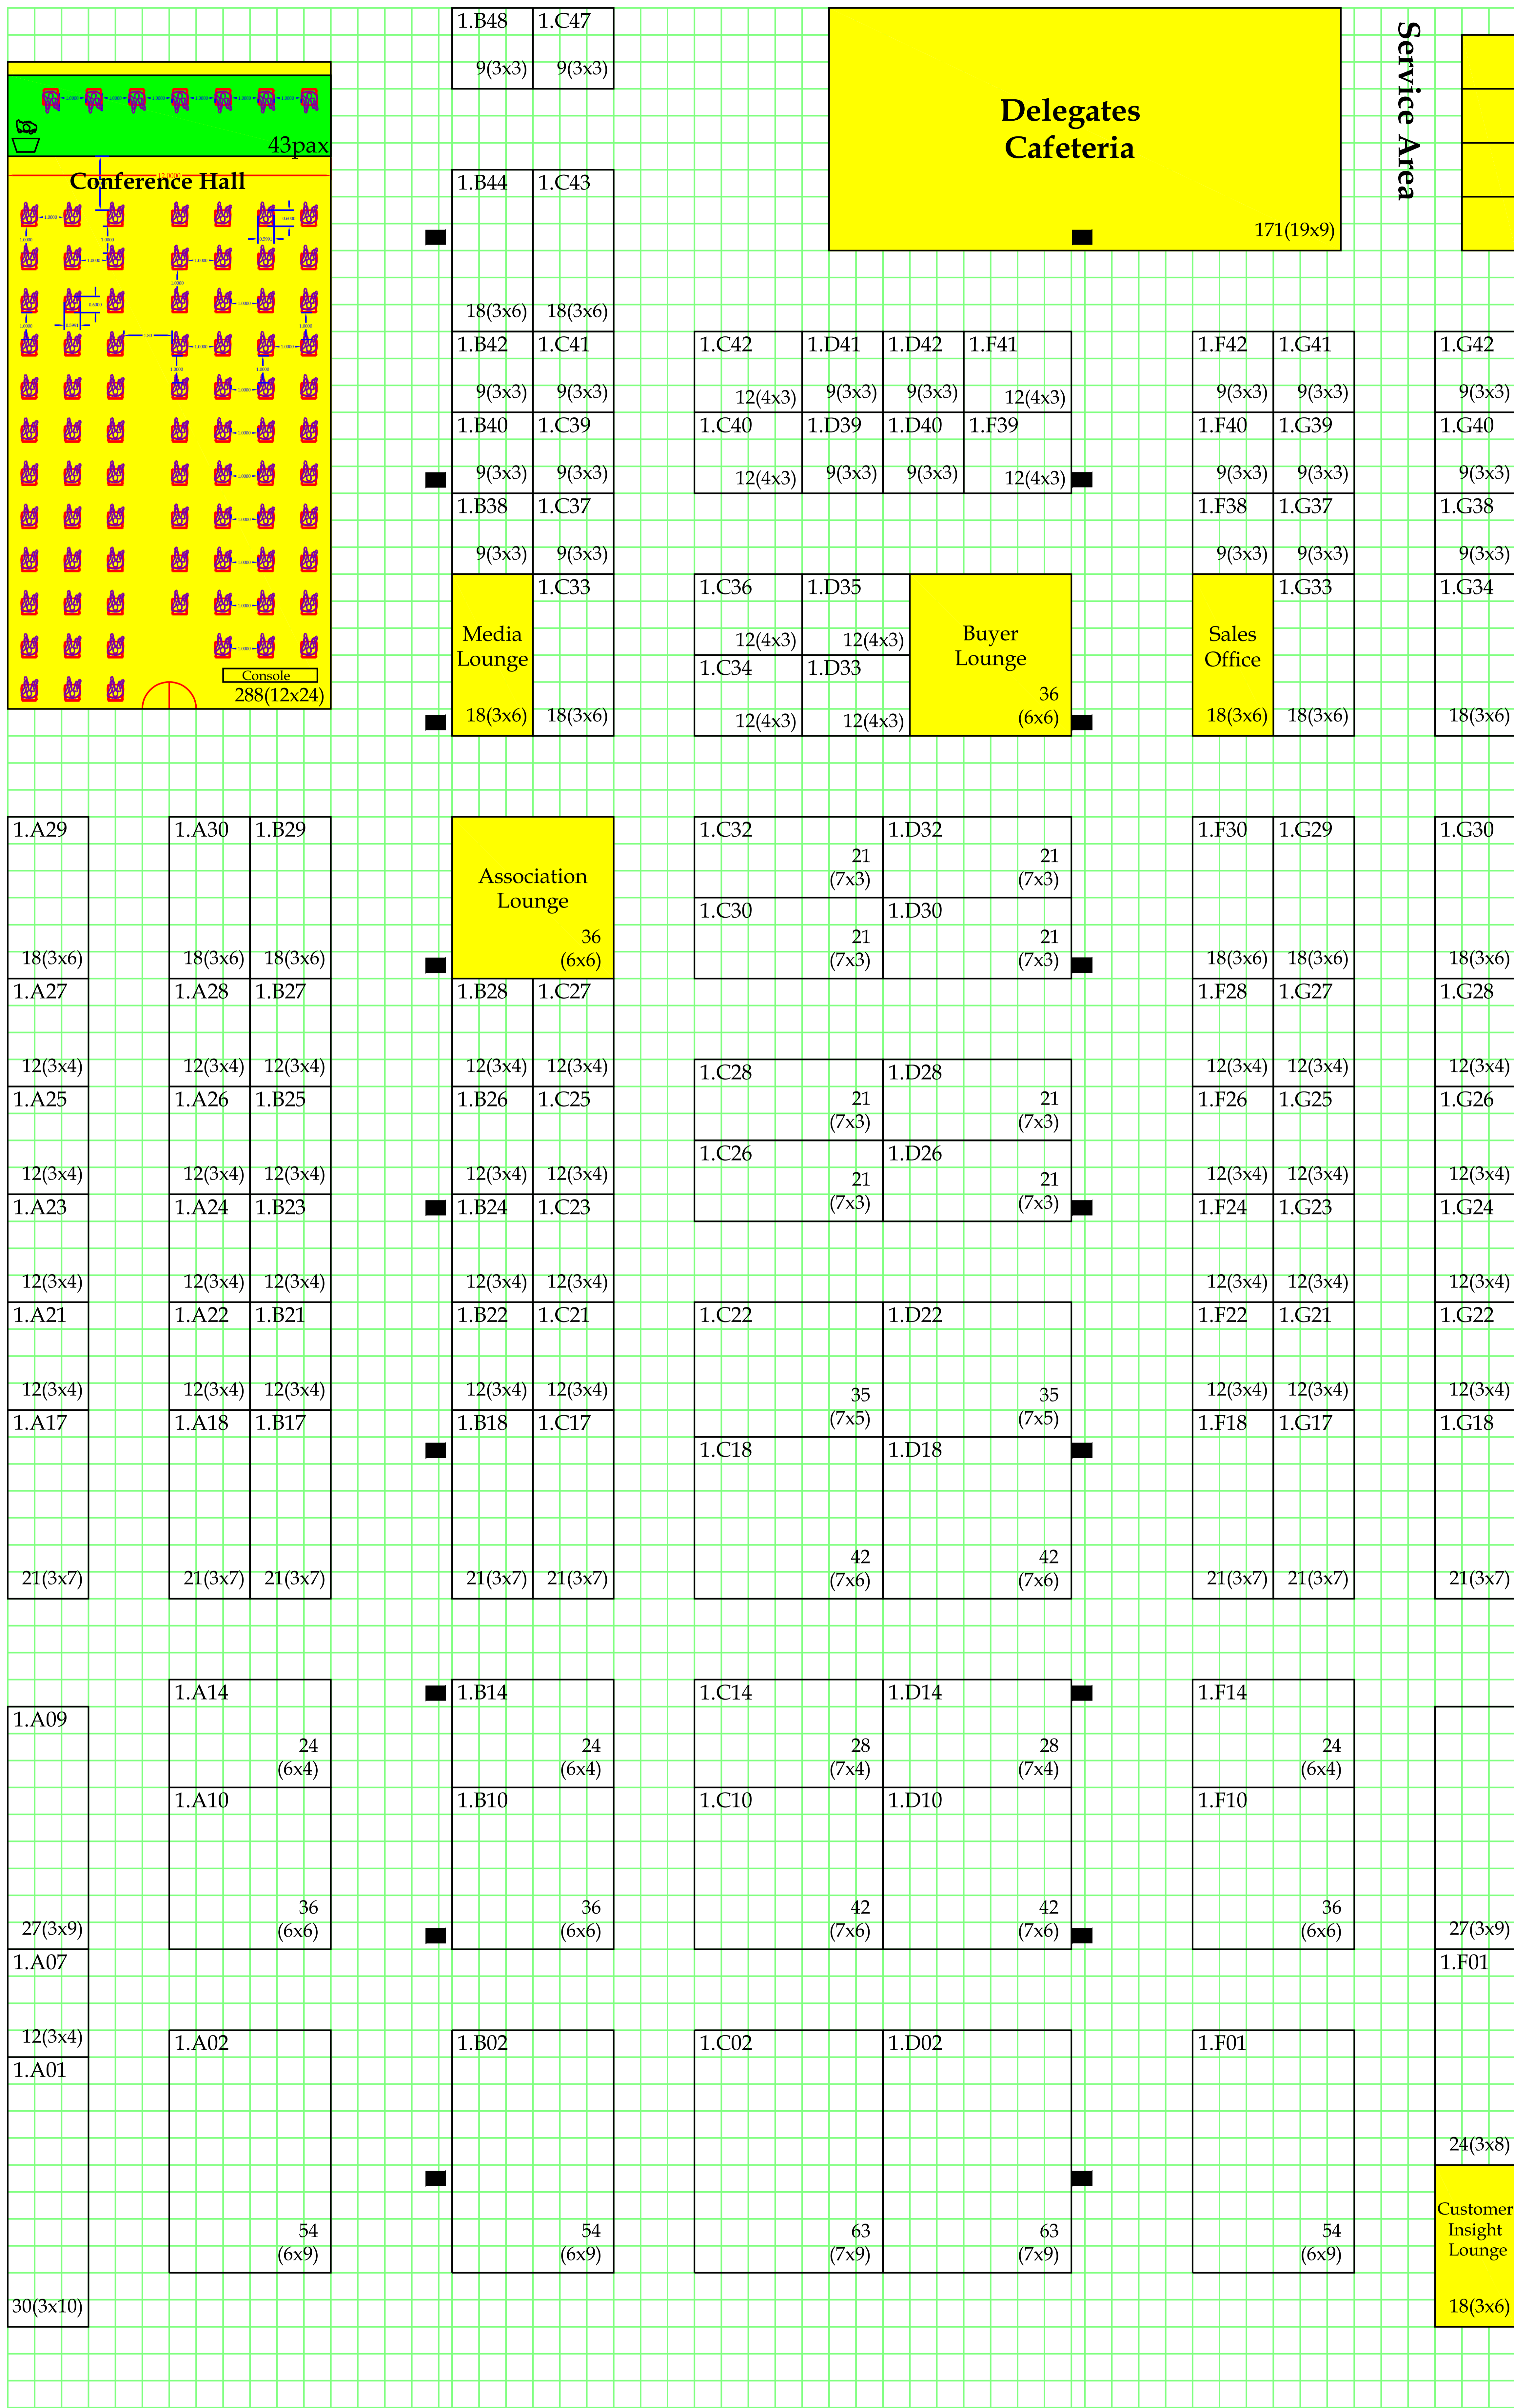 1.B48 1.C47
9(3x3) 9(3x3)
Delegates
Cafeteria
171(19x9)
Service Area
43pax
Conference Hall
Console
288(12x24)
1.B44 1.C43
18(3x6) 18(3x6)
1.B42 1.C41 1.C42 1.D41 1.D42 1.F41 1.F42 1.G41 1.G42
9(3x3) 9(3x3) 12(4x3) 9(3x3) 9(3x3) 12(4x3) 9(3x3) 9(3x3) 9(3x3)
1.B40 1.C39 1.C40 1.D39 1.D40 1.F39 1.F40 1.G39 1.G40
9(3x3) 9(3x3) 12(4x3) 9(3x3) 9(3x3) 12(4x3) 9(3x3) 9(3x3) 9(3x3)
1.B38 1.C37 1.F38 1.G37 1.G38
9(3x3) 9(3x3) 9(3x3) 9(3x3) 9(3x3)
Media
Lounge
18(3x6)
1.C33
18(3x6)
1.C36 1.D35
12(4x3) 12(4x3)
1.C34 1.D33
12(4x3) 12(4x3)
Buyer
Lounge
36
(6x6)
Sales
Office
18(3x6)
1.G33 1.G34
18(3x6) 18(3x6)
1.A29 1.A30 1.B29
18(3x6) 18(3x6) 18(3x6)
Association
Lounge
36
(6x6)
1.C32 1.D32
21 21
(7x3) (7x3)
1.C30 1.D30
21 21
(7x3) (7x3)
1.F30 1.G29 1.G30
18(3x6) 18(3x6) 18(3x6)
1.A27 1.A28 1.B27 1.B28 1.C27 1.F28 1.G27 1.G28
12(3x4) 12(3x4) 12(3x4) 12(3x4) 12(3x4) 12(3x4) 12(3x4) 12(3x4)
1.C28 1.D28
21 21
(7x3) (7x3)
1.A25 1.A26 1.B25 1.B26 1.C25 1.F26 1.G25 1.G26
12(3x4) 12(3x4) 12(3x4) 12(3x4) 12(3x4) 12(3x4) 12(3x4) 12(3x4)
1.C26 1.D26
21 21
(7x3) (7x3)
1.A23 1.A24 1.B23 1.B24 1.C23 1.F24 1.G23 1.G24
12(3x4) 12(3x4) 12(3x4) 12(3x4) 12(3x4) 12(3x4) 12(3x4) 12(3x4)
1.A21 1.A22 1.B21 1.B22 1.C21 1.C22 1.D22 1.F22 1.G21 1.G22
12(3x4) 12(3x4) 12(3x4) 12(3x4) 12(3x4) 35 35 12(3x4) 12(3x4) 12(3x4)
(7x5) (7x5)
1.A17 1.A18 1.B17 1.B18 1.C17 1.F18 1.G17 1.G18
1.C18 1.D18
42 42
21(3x7) 21(3x7) 21(3x7) 21(3x7) 21(3x7) (7x6) (7x6) 21(3x7) 21(3x7) 21(3x7)
1.A14 1.B14 1.C14 1.D14 1.F14
1.A09
24 24 28 28 24
(6x4) (6x4) (7x4) (7x4) (6x4)
1.A10 1.B10 1.C10 1.D10 1.F10
36 36 42 42 36
27(3x9) (6x6) (6x6) (7x6) (7x6) (6x6) 27(3x9)
1.A07 1.F01
12(3x4)
1.A02 1.B02 1.C02 1.D02 1.F01
1.A01
24(3x8)
54 54 63 63 54
(6x9) (6x9) (7x9) (7x9) (6x9)
30(3x10)
Customer
Insight
Lounge
18(3x6)